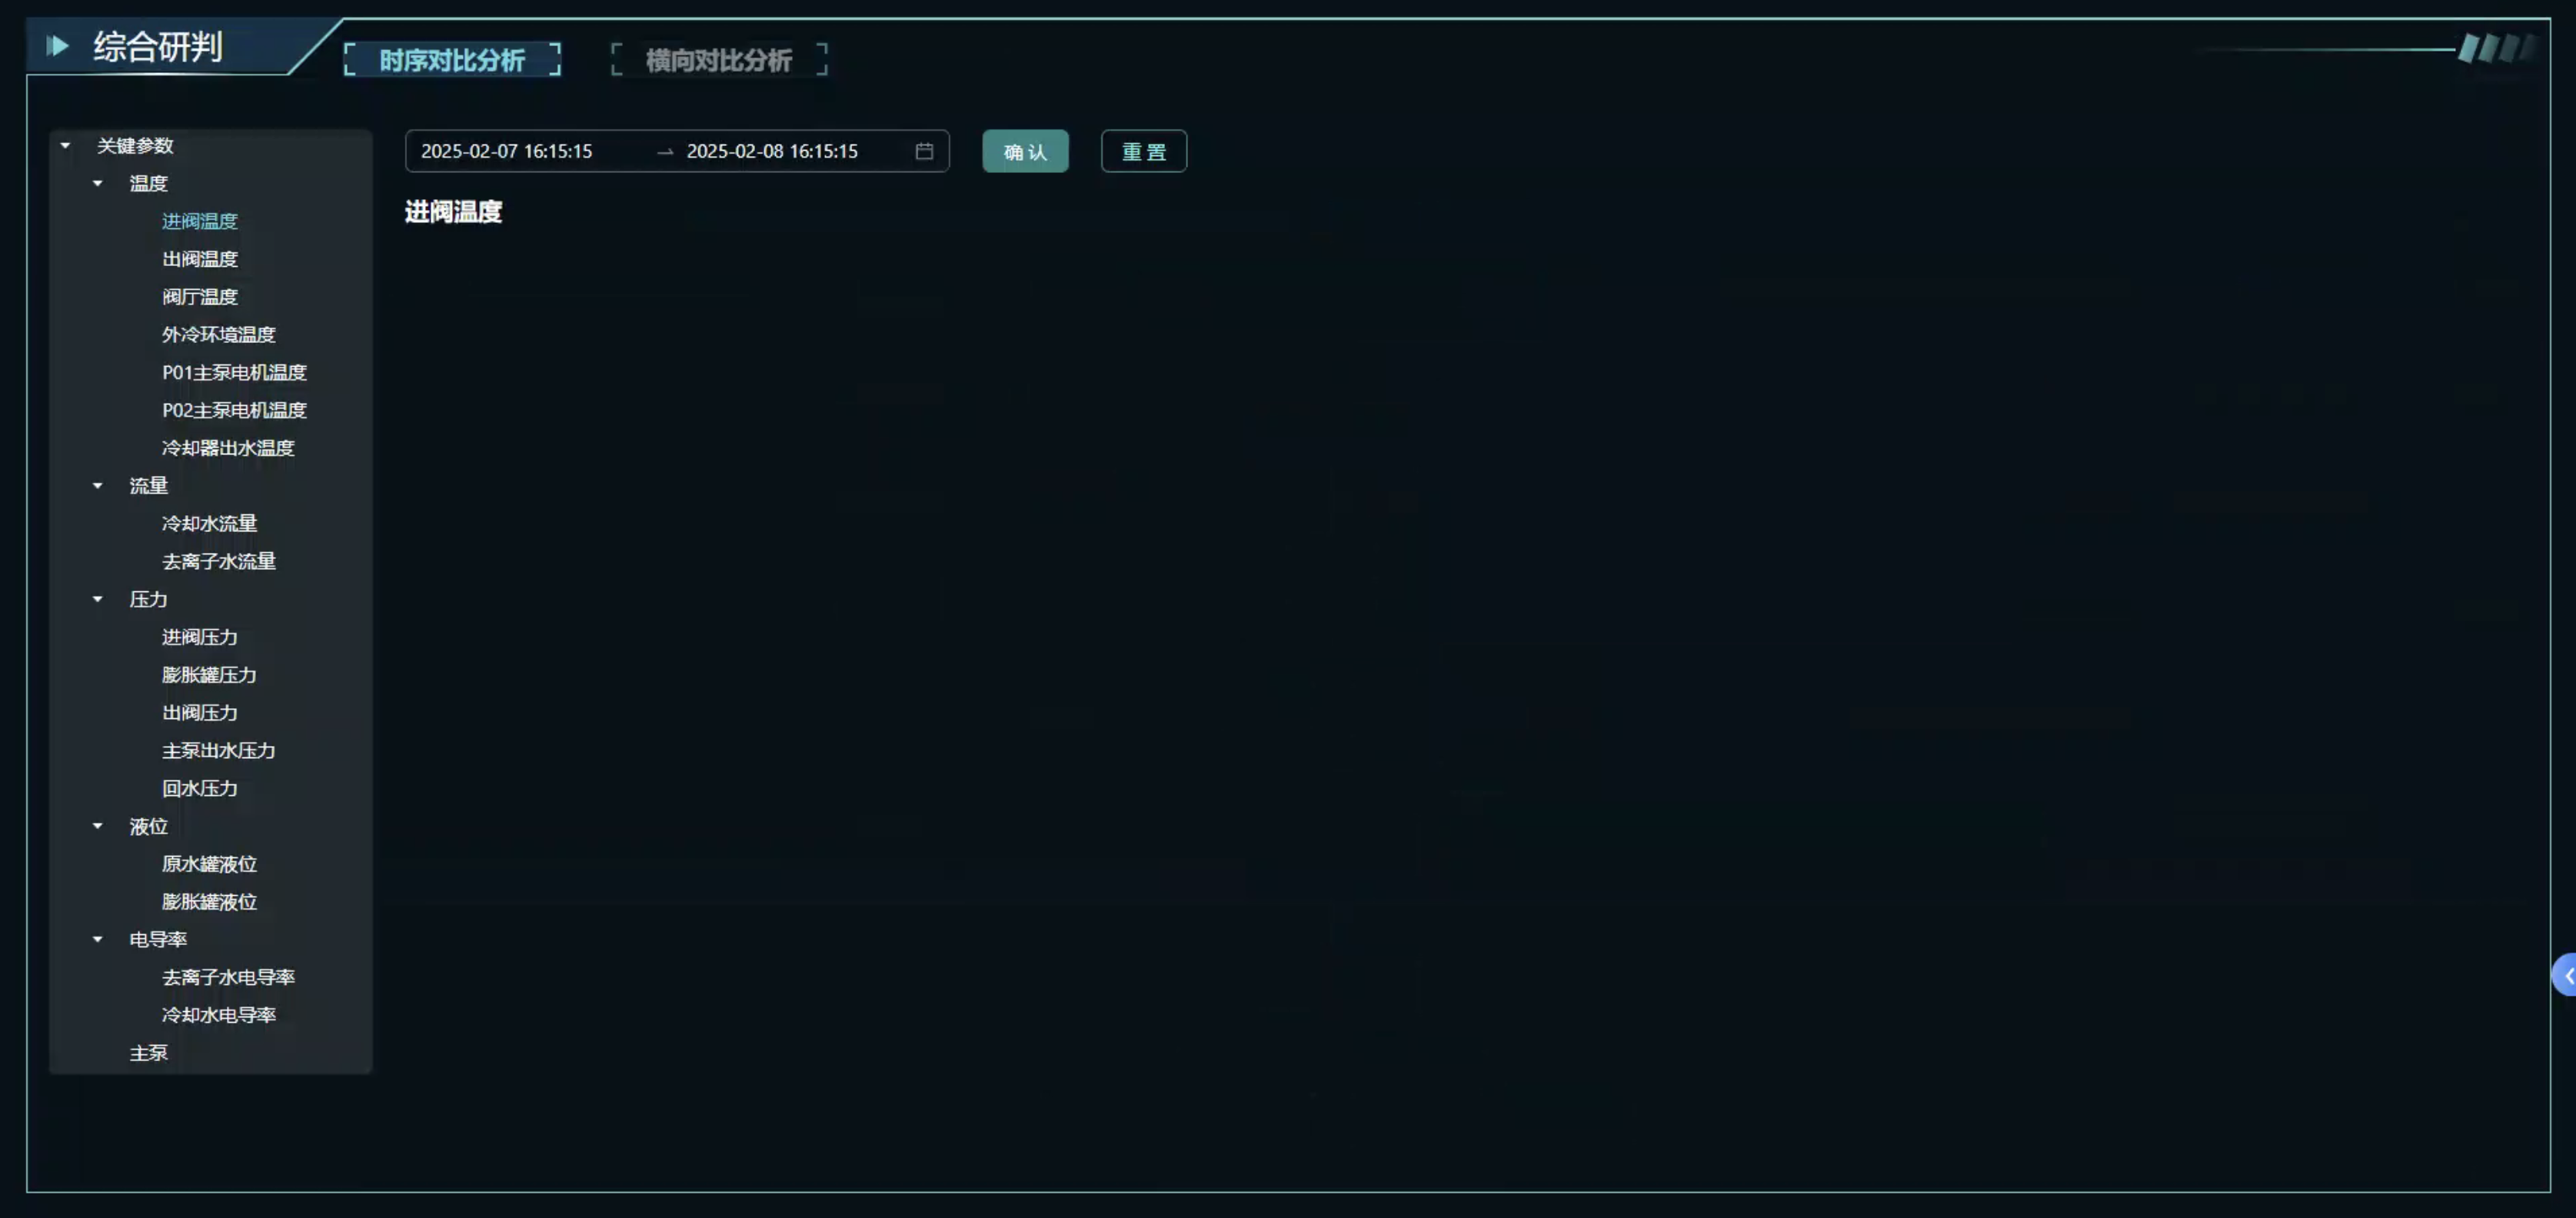 综合研判
时序对比分析
横向对比分析
关键参数
温度
进阀温度
出阀温度
阀厅温度
外冷环境温度
P01主泵电机温度
P02主泵电机温度
冷却器出水温度
流量
冷却水流量
去离子水流量
压力
进阀压力
膨胀罐压力
出阀压力
主泵出水压力
回水压力
液位
原水罐液位
膨胀罐液位
电导率
去离子水电导率
冷却水电导率
主泵
2025-02-07 16:15:15 → 2025-02-08 16:15:15
确 认
重 置
进阀温度